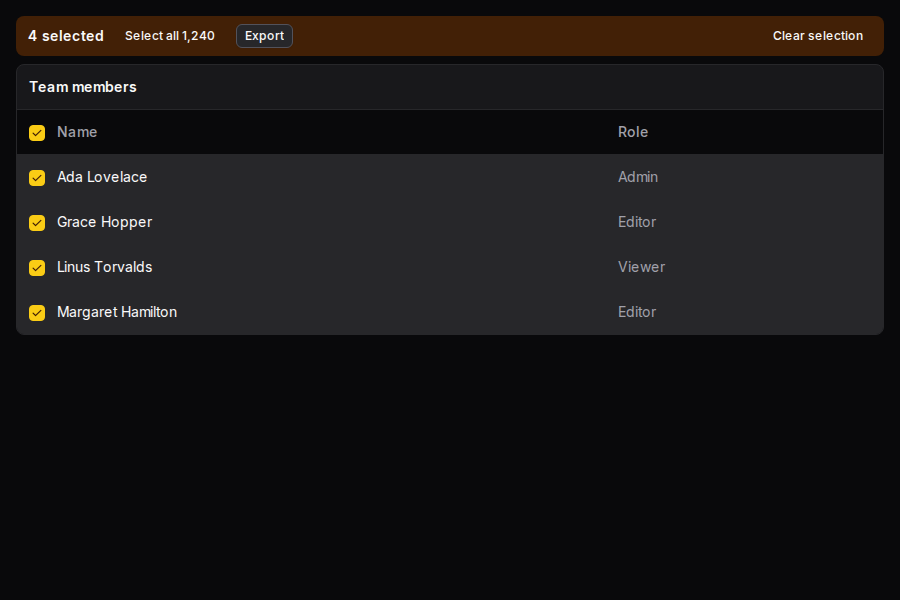 4 selected Select all 1,240 Export Clear selection
Team members
Name Role
Ada Lovelace Admin
Grace Hopper Editor
Linus Torvalds Viewer
Margaret Hamilton Editor